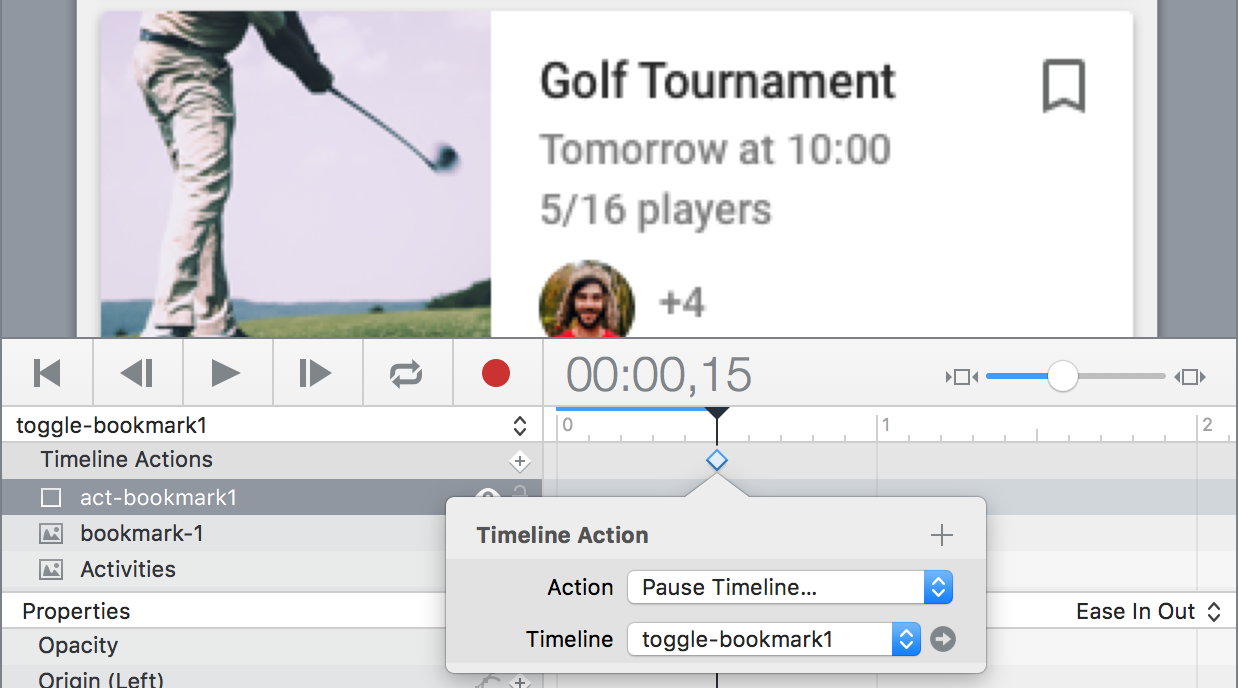 Golf Tournament
Tomorrow at 10:00
5/16 players
+4
00:00,15
toggle-bookmark1
0 1 2
Timeline Actions
act-bookmark1
bookmark-1
Activities
Timeline Action
Action Pause Timeline...
Timeline toggle-bookmark1
Properties
Ease In Out
Opacity
Origin (Left)